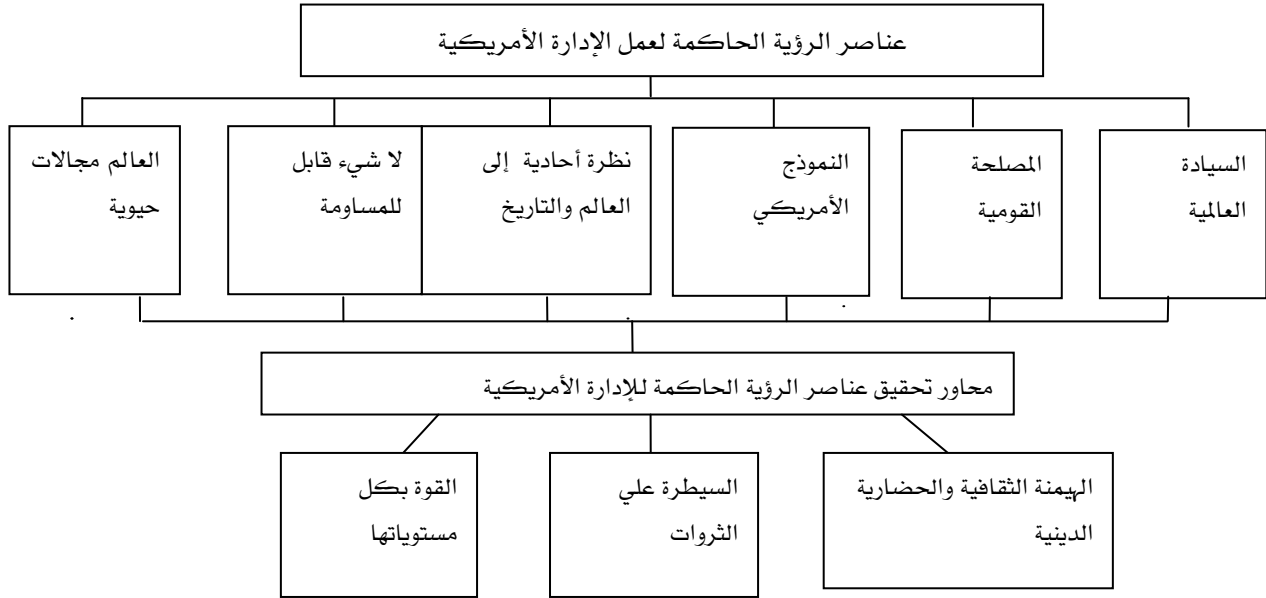 عناصر الرؤية الحاكمة لعمل الإدارة الأمريكية
السيادة
العالمية
المصلحة
القومية
النموذج
الأمريكي
نظرة أحادية إلى
العالم والتاريخ
لا شيء قابل
للمساومة
العالم مجالات
حيوية
محاور تحقيق عناصر الرؤية الحاكمة للإدارة الأمريكية
الهيمنة الثقافية والحضارية
الدينية
السيطرة علي
الثروات
القوة بكل
مستوياتها